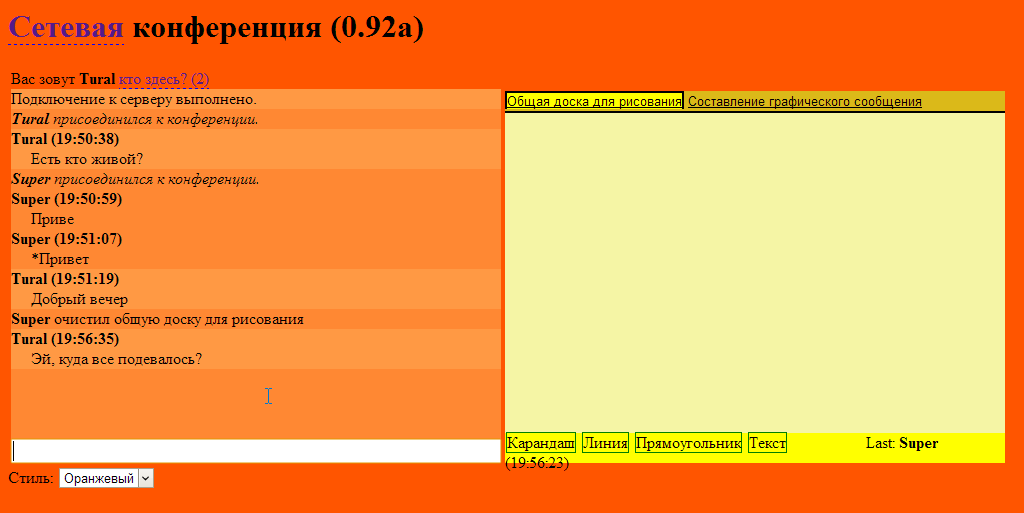 Сетевая конференция (0.92a)
Вас зовут Tural кто здесь? (2)
Подключение к серверу выполнено.
Tural присоединился к конференции.
Tural (19:50:38)
Есть кто живой?
Super присоединился к конференции.
Super (19:50:59)
Приве
Super (19:51:07)
*Привет
Tural (19:51:19)
Добрый вечер
Super очистил общую доску для рисования
Tural (19:56:35)
Эй, куда все подевалось?
Общая доска для рисования Составление графического сообщения
Карандаш Линия Прямоугольник Текст Last: Super
(19:56:23)
Стиль: Оранжевый